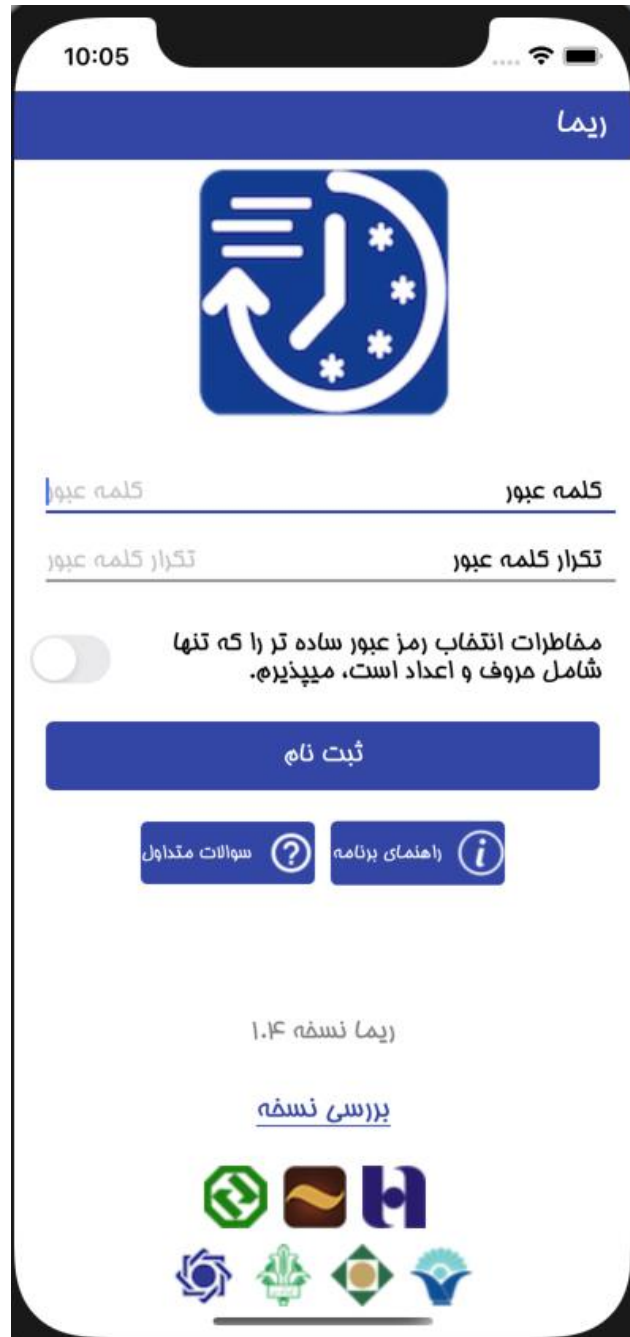 10:05
ریما
کلمه عبور کلمه عبور
تکرار کلمه عبور تکرار کلمه عبور
مخاطرات انتخاب رمز عبور ساده تر را که تنها
شامل حروف و اعداد است، میپذیرم.
ثبت نام
راهنمای برنامه سوالات متداول
ریما نسخه ۱.۴
بررسی نسخه